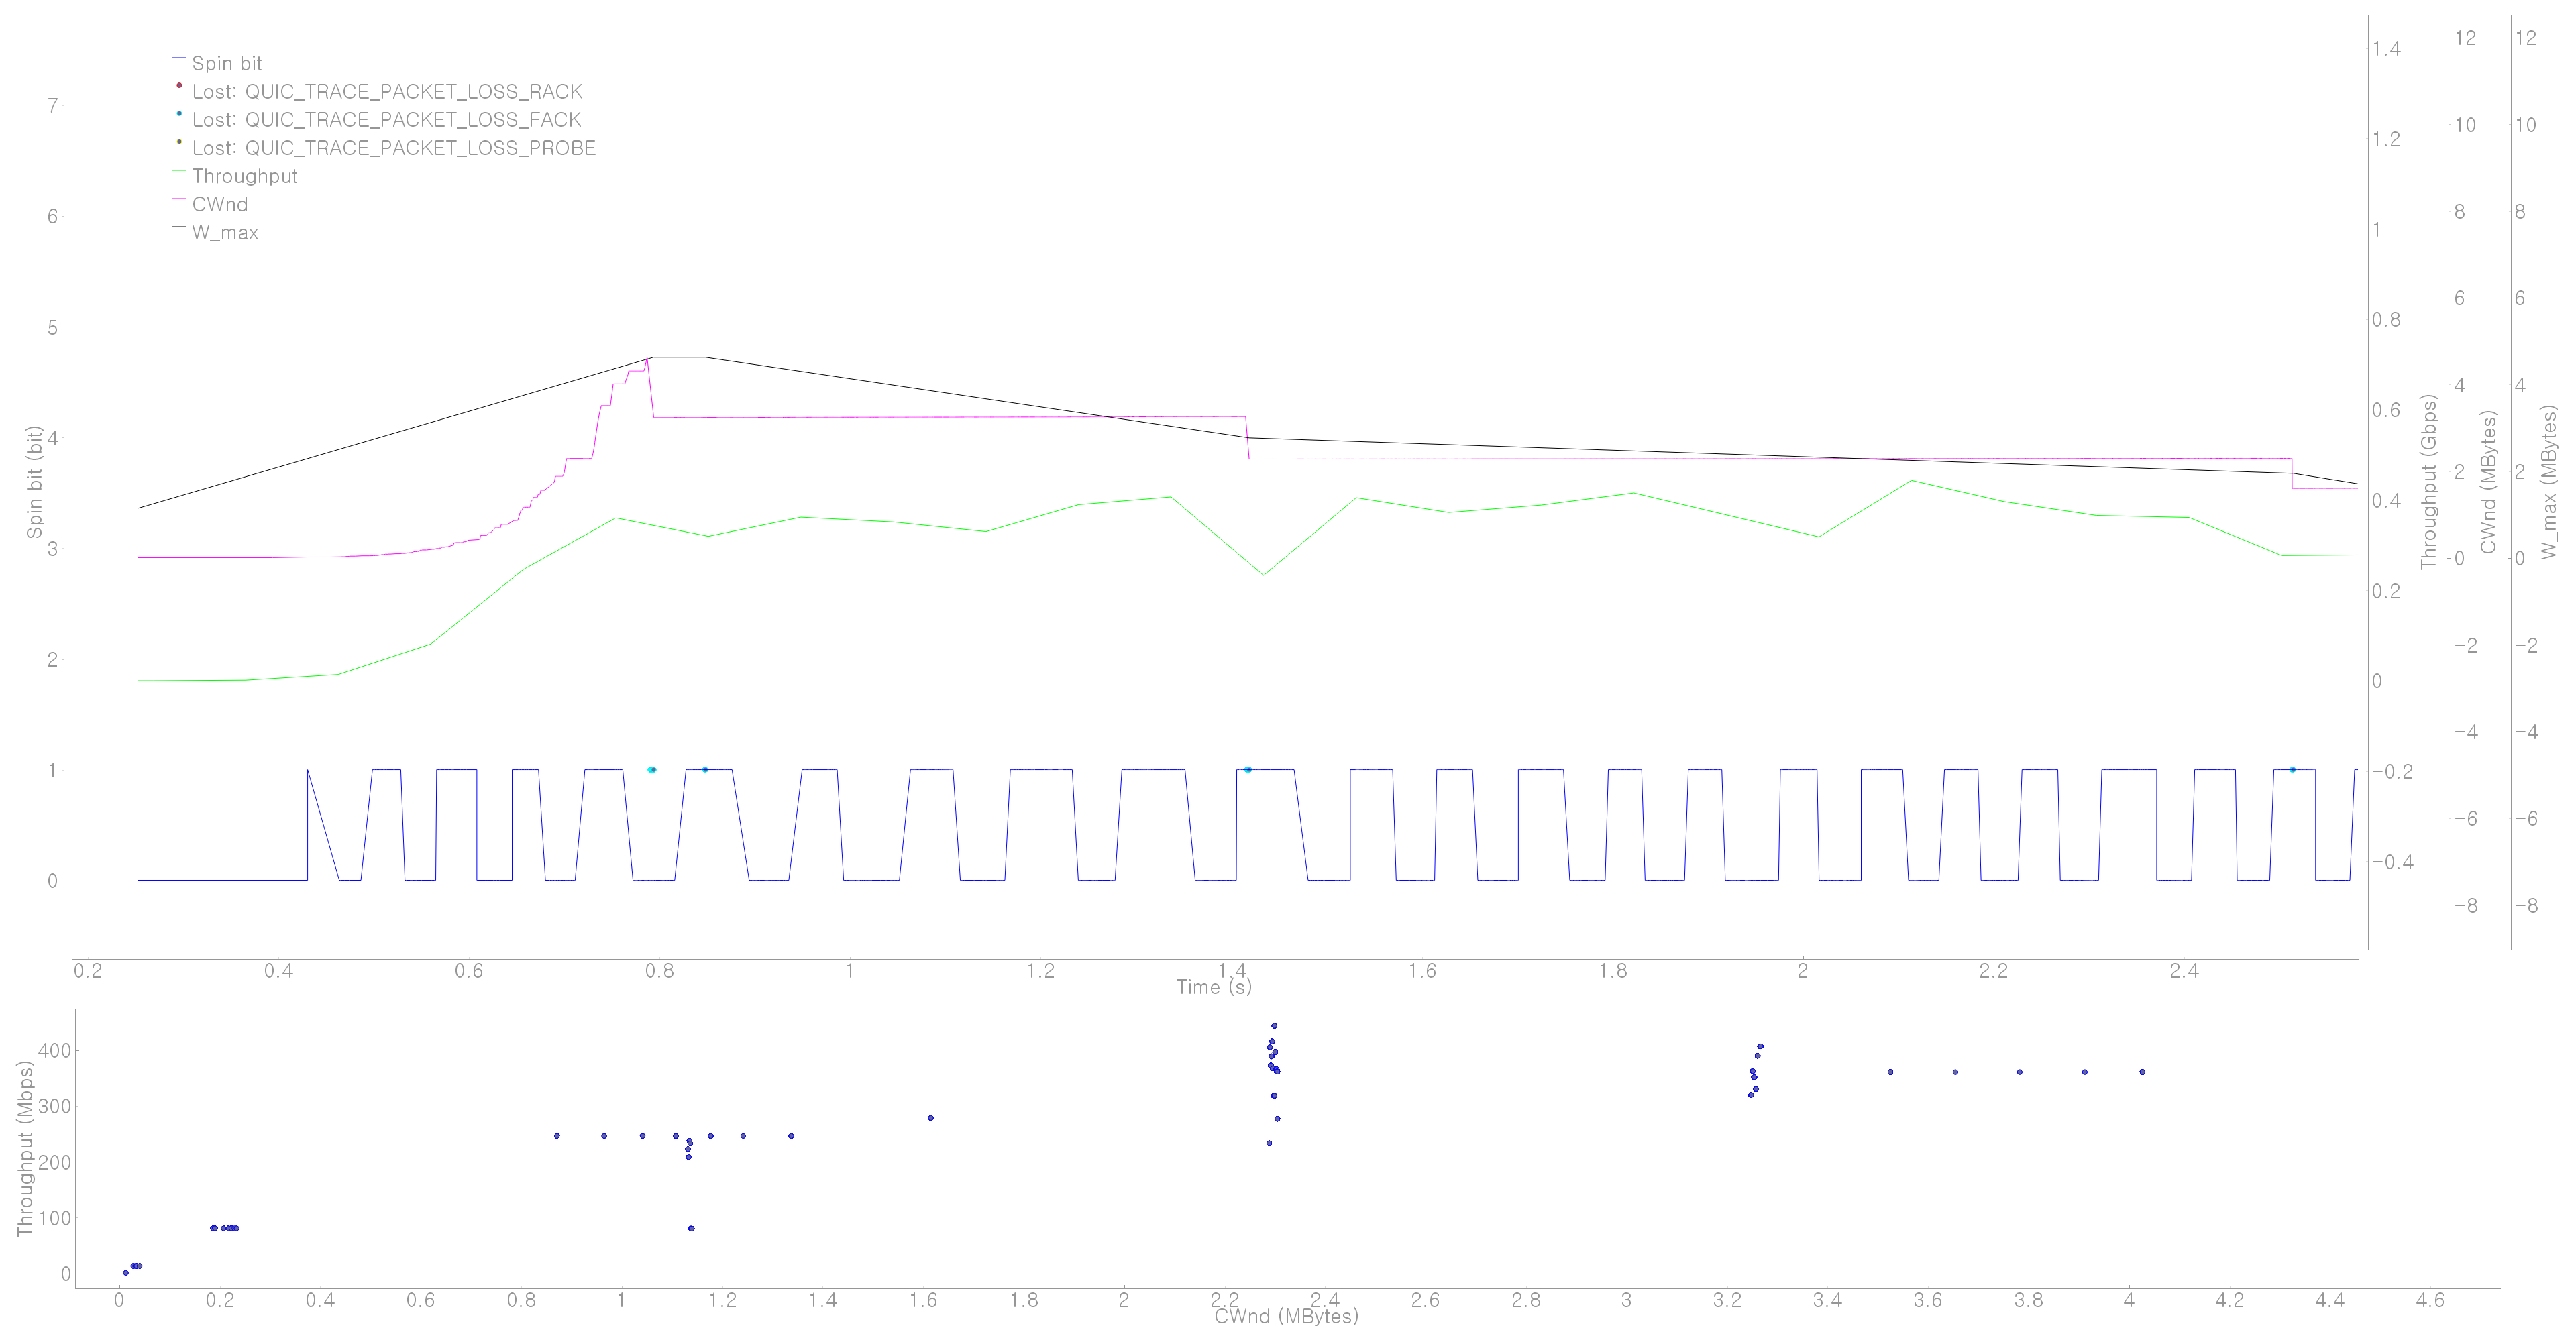 Spin bit
Lost: QUIC_TRACE_PACKET_LOSS_RACK
Lost: QUIC_TRACE_PACKET_LOSS_FACK
Lost: QUIC_TRACE_PACKET_LOSS_PROBE
Throughput
CWnd
W_max
Spin bit (bit)
7
6
5
4
3
2
1
0
1.4
1.2
1
0.8
0.6
0.4
0.2
0
−0.2
−0.4
Throughput (Gbps)
12
10
8
6
4
2
0
−2
−4
−6
−8
CWnd (MBytes)
12
10
8
6
4
2
0
−2
−4
−6
−8
W_max (MBytes)
0.2 0.4 0.6 0.8 1 1.2 1.4 1.6 1.8 2 2.2 2.4
Time (s)
Throughput (Mbps)
400
300
200
100
0
0 0.2 0.4 0.6 0.8 1 1.2 1.4 1.6 1.8 2 2.2 2.4 2.6 2.8 3 3.2 3.4 3.6 3.8 4 4.2 4.4 4.6
CWnd (MBytes)